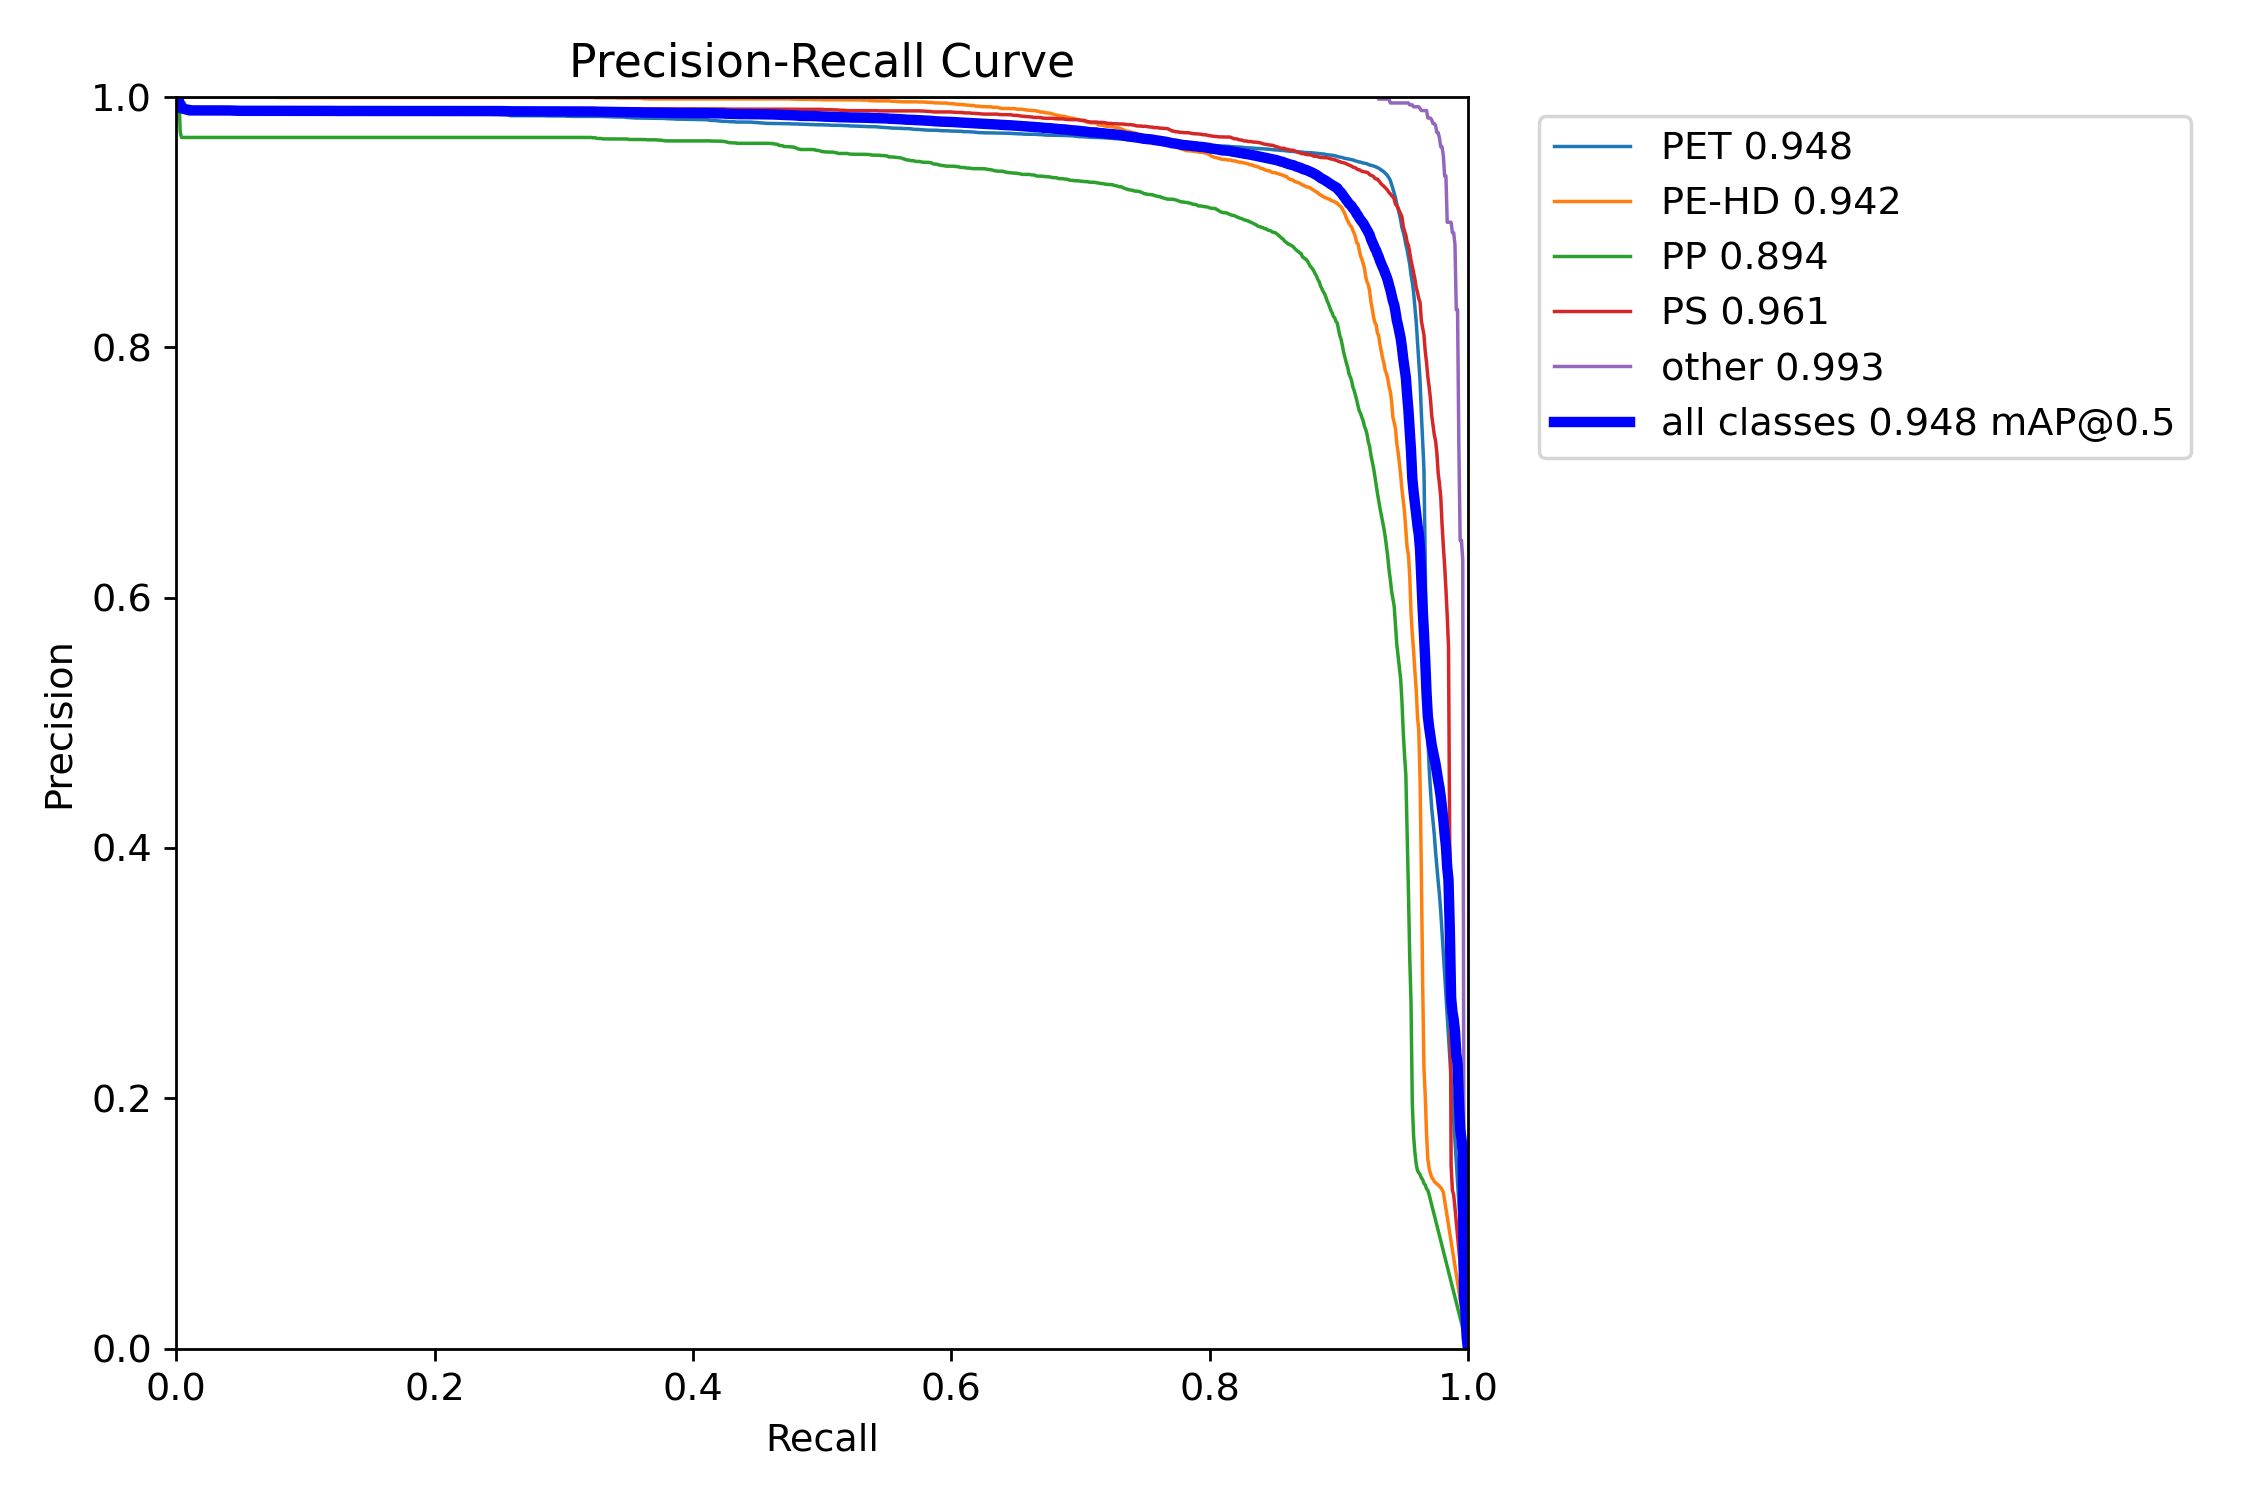 Precision-Recall Curve
1.0
0.8
0.6
0.4
0.2
0.0
Precision
0.0 0.2 0.4 0.6 0.8 1.0
Recall
PET 0.948
PE-HD 0.942
PP 0.894
PS 0.961
other 0.993
all classes 0.948 mAP@0.5